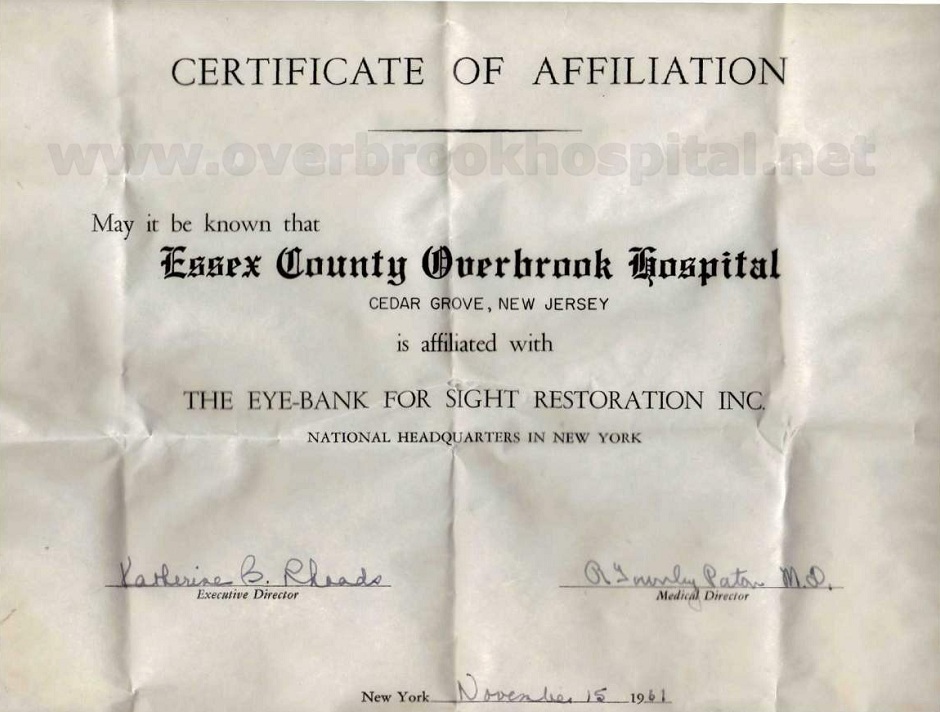 CERTIFICATE OF AFFILIATION
www.overbrookhospital.net
May it be known that
Essex County Overbrook Hospital
CEDAR GROVE, NEW JERSEY
is affiliated with
THE EYE-BANK FOR SIGHT RESTORATION INC.
NATIONAL HEADQUARTERS IN NEW YORK
Katherine B. Rhoads R Townley Paton M.D.
Executive Director Medical Director
New York November 15 1961